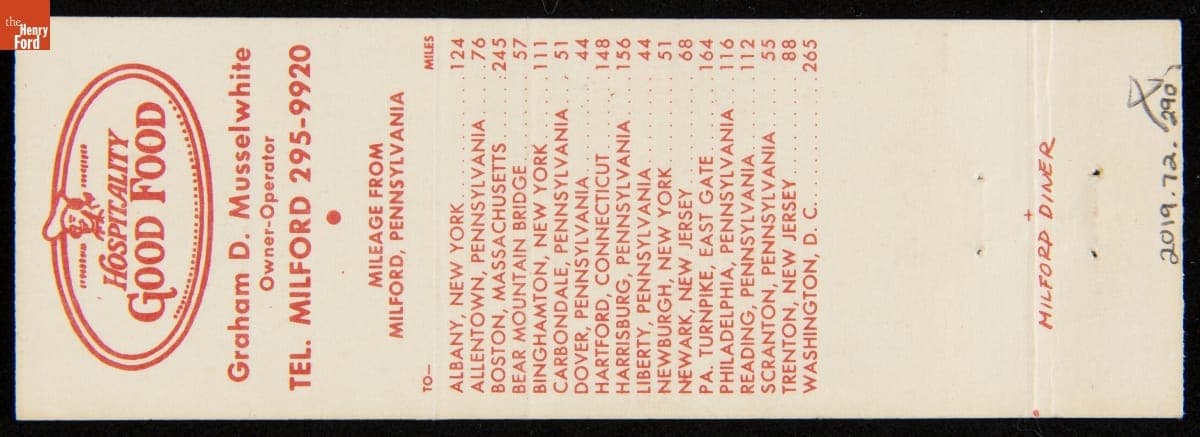 the
Henry
Ford
HOSPITALITY
GOOD FOOD
Graham D. Musselwhite
Owner-Operator
TEL. MILFORD 295-9920
MILEAGE FROM
MILFORD, PENNSYLVANIA
TO— MILES
ALBANY, NEW YORK 124
ALLENTOWN, PENNSYLVANIA 76
BOSTON, MASSACHUSETTS 245
BEAR MOUNTAIN BRIDGE 57
BINGHAMTON, NEW YORK 111
CARBONDALE, PENNSYLVANIA 51
DOVER, PENNSYLVANIA 44
HARTFORD, CONNECTICUT 148
HARRISBURG, PENNSYLVANIA 156
LIBERTY, PENNSYLVANIA 44
NEWBURGH, NEW YORK 51
NEWARK, NEW JERSEY 68
PA. TURNPIKE, EAST GATE 164
PHILADELPHIA, PENNSYLVANIA 116
READING, PENNSYLVANIA 112
SCRANTON, PENNSYLVANIA 55
TRENTON, NEW JERSEY 88
WASHINGTON, D. C. 265
MILFORD DINER
2019.72.290